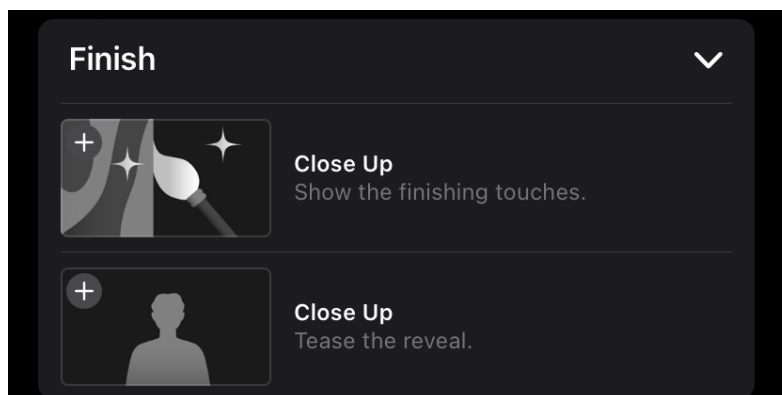 Finish
Close Up
Show the finishing touches.
Close Up
Tease the reveal.